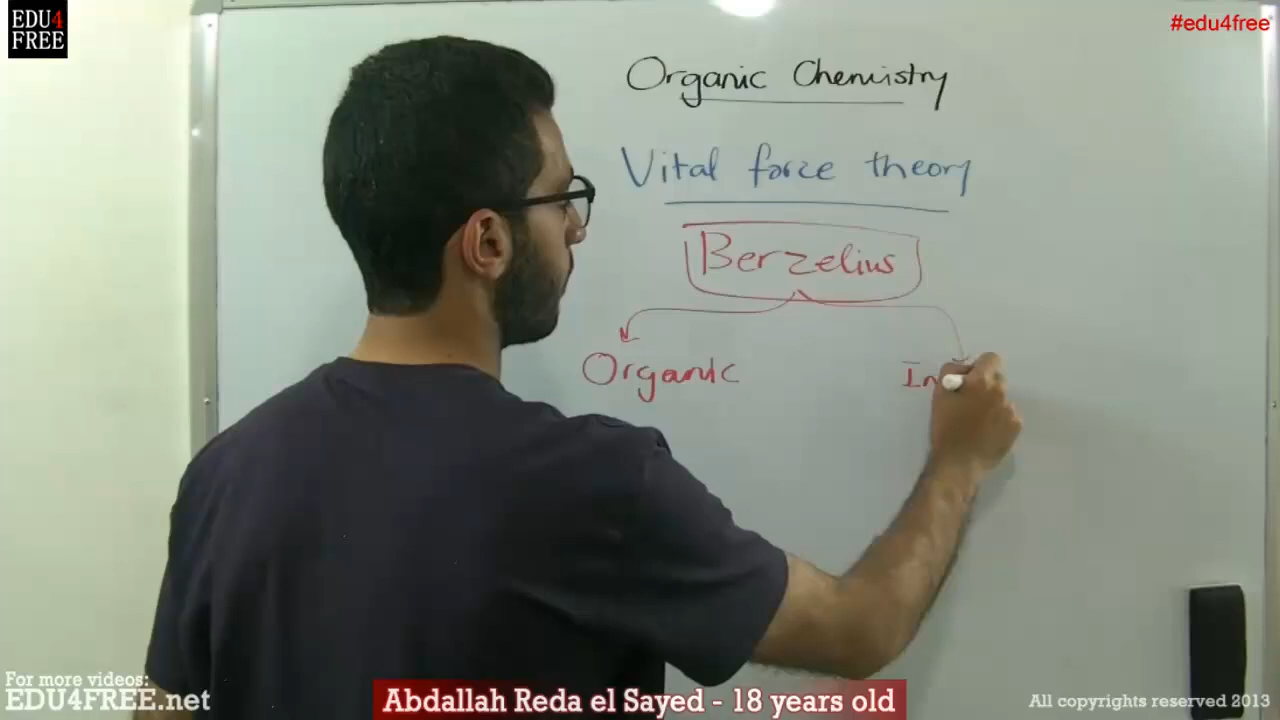 EDU4
FREE
#edu4free
Organic Chemistry
Vital force theory
Berzelius
Organic
In
For more videos:
EDU4FREE.net
Abdallah Reda el Sayed - 18 years old
All copyrights reserved 2013